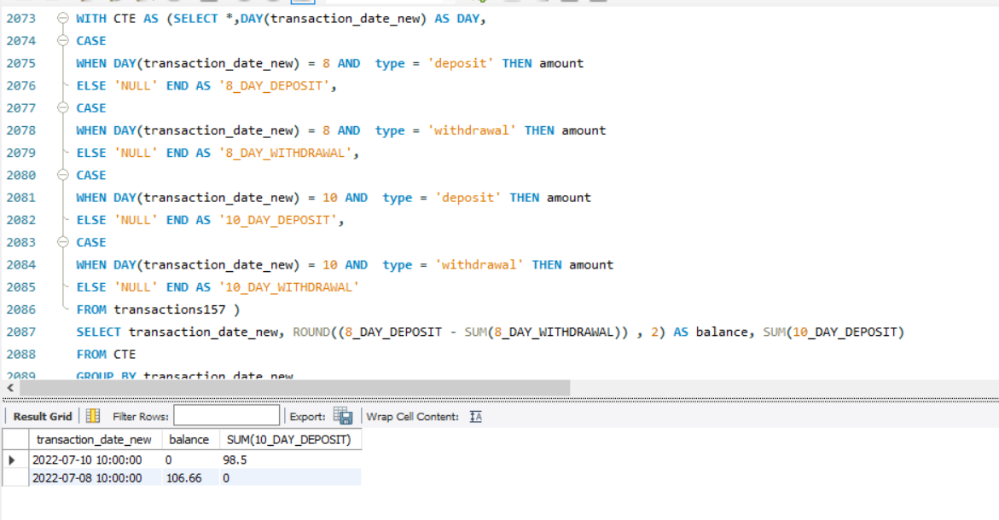 2073 WITH CTE AS (SELECT *,DAY(transaction_date_new) AS DAY,
2074 CASE
2075 WHEN DAY(transaction_date_new) = 8 AND  type = 'deposit' THEN amount
2076 ELSE 'NULL' END AS '8_DAY_DEPOSIT',
2077 CASE
2078 WHEN DAY(transaction_date_new) = 8 AND  type = 'withdrawal' THEN amount
2079 ELSE 'NULL' END AS '8_DAY_WITHDRAWAL',
2080 CASE
2081 WHEN DAY(transaction_date_new) = 10 AND  type = 'deposit' THEN amount
2082 ELSE 'NULL' END AS '10_DAY_DEPOSIT',
2083 CASE
2084 WHEN DAY(transaction_date_new) = 10 AND  type = 'withdrawal' THEN amount
2085 ELSE 'NULL' END AS '10_DAY_WITHDRAWAL'
2086 FROM transactions157 )
2087 SELECT transaction_date_new, ROUND((8_DAY_DEPOSIT - SUM(8_DAY_WITHDRAWAL)) , 2) AS balance, SUM(10_DAY_DEPOSIT)
2088 FROM CTE
2089 GROUP BY transaction_date_new
Result Grid Filter Rows: Export: Wrap Cell Content:
transaction_date_new balance SUM(10_DAY_DEPOSIT)
2022-07-10 10:00:00 0 98.5
2022-07-08 10:00:00 106.66 0